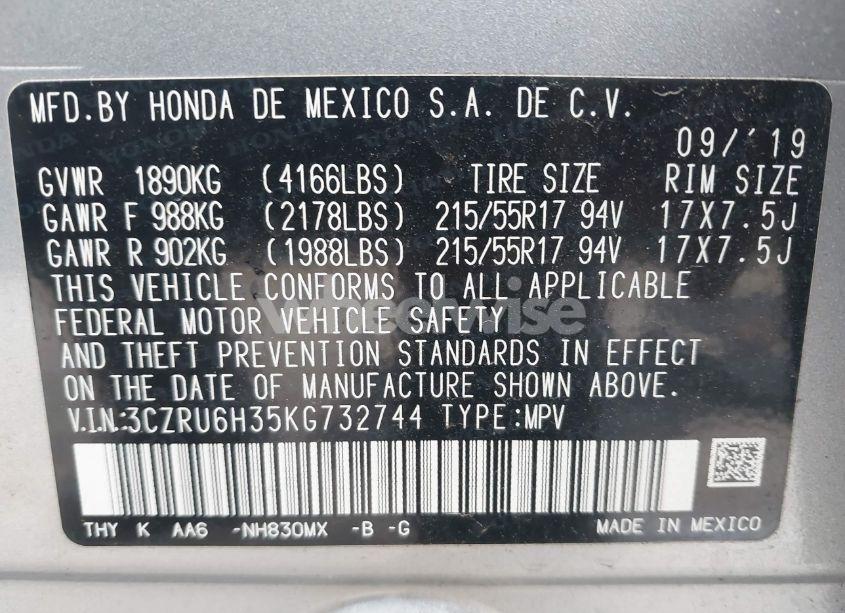 MFD.BY HONDA DE MEXICO S.A. DE C.V.
09/'19
GVWR 1890KG (4166LBS) TIRE SIZE RIM SIZE
GAWR F 988KG (2178LBS) 215/55R17 94V 17X7.5J
GAWR R 902KG (1988LBS) 215/55R17 94V 17X7.5J
THIS VEHICLE CONFORMS TO ALL APPLICABLE
FEDERAL MOTOR VEHICLE SAFETY
AND THEFT PREVENTION STANDARDS IN EFFECT
ON THE DATE OF MANUFACTURE SHOWN ABOVE.
V.I.N:3CZRU6H35KG732744 TYPE:MPV
THY K AA6 -NH830MX -B -G MADE IN MEXICO